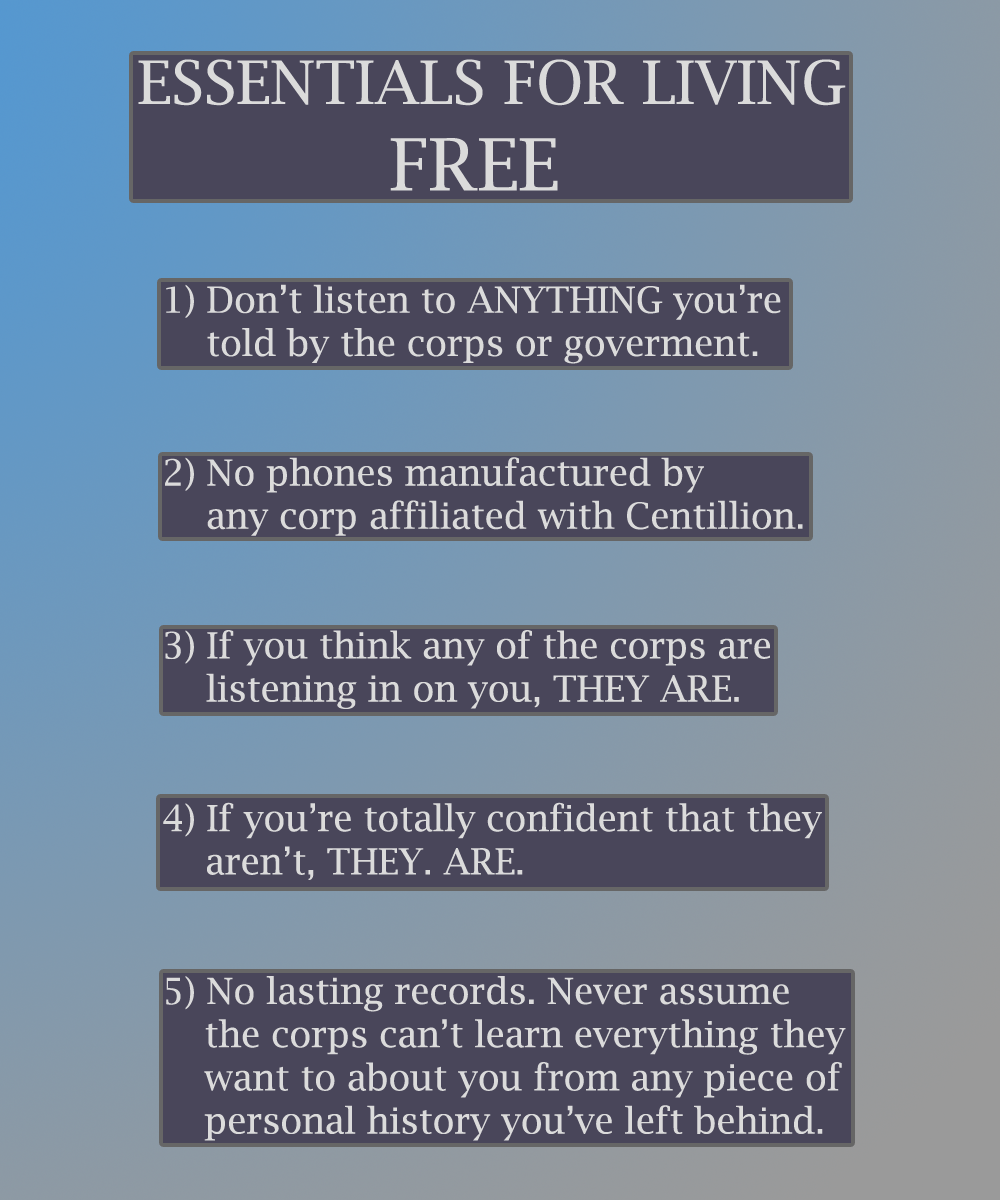 ESSENTIALS FOR LIVING
FREE
1) Don’t listen to ANYTHING you’re
told by the corps or goverment.
2) No phones manufactured by
any corp affiliated with Centillion.
3) If you think any of the corps are
listening in on you, THEY ARE.
4) If you’re totally confident that they
aren’t, THEY. ARE.
5) No lasting records. Never assume
the corps can’t learn everything they
want to about you from any piece of
personal history you’ve left behind.